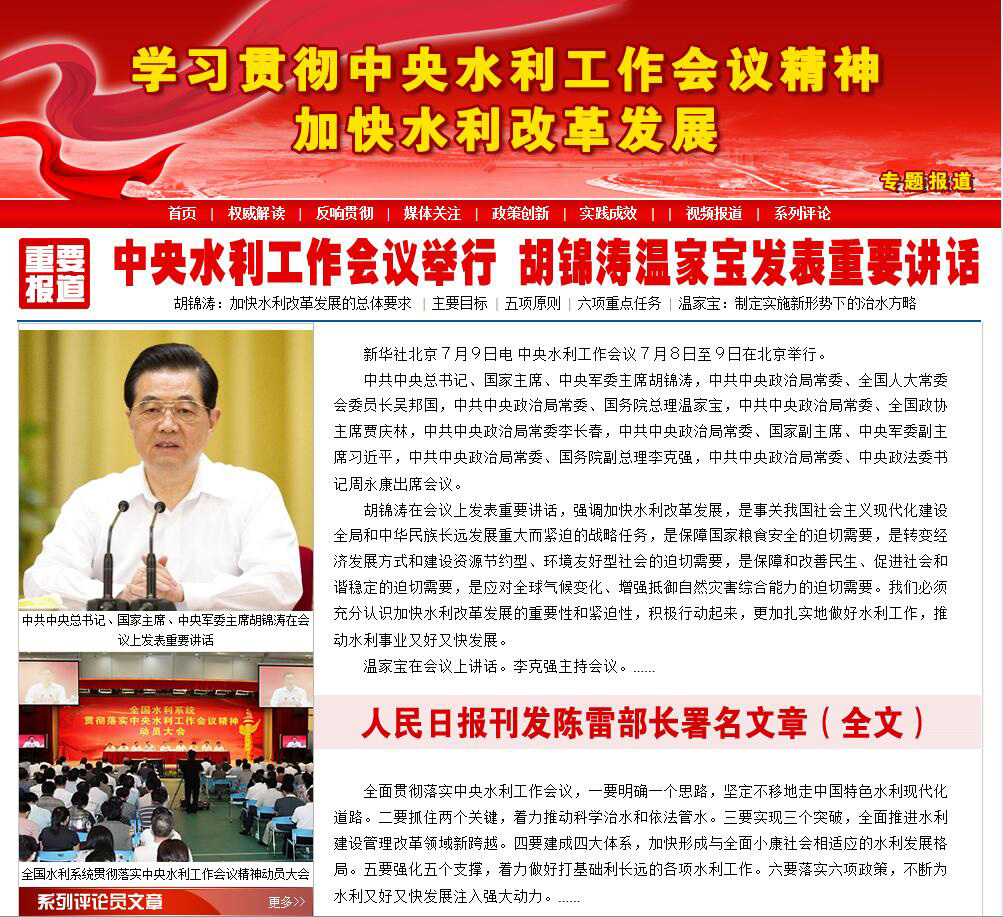 学习贯彻中央水利工作会议精神
加快水利改革发展
专题报道
首页 | 权威解读 | 反响贯彻 | 媒体关注 | 政策创新 | 实践成效 | | 视频报道 | 系列评论
重要
报道
中央水利工作会议举行 胡锦涛温家宝发表重要讲话
胡锦涛：加快水利改革发展的总体要求 | 主要目标 | 五项原则 | 六项重点任务 | 温家宝：制定实施新形势下的治水方略
中共中央总书记、国家主席、中央军委主席胡锦涛在会
议上发表重要讲话
全国水利系统
贯彻落实中央水利工作会议精神
动员大会
全国水利系统贯彻落实中央水利工作会议精神动员大会
系列评论员文章 更多>>
新华社北京７月９日电 中央水利工作会议７月８日至９日在北京举行。
中共中央总书记、国家主席、中央军委主席胡锦涛，中共中央政治局常委、全国人大常委
会委员长吴邦国，中共中央政治局常委、国务院总理温家宝，中共中央政治局常委、全国政协
主席贾庆林，中共中央政治局常委李长春，中共中央政治局常委、国家副主席、中央军委副主
席习近平，中共中央政治局常委、国务院副总理李克强，中共中央政治局常委、中央政法委书
记周永康出席会议。
胡锦涛在会议上发表重要讲话，强调加快水利改革发展，是事关我国社会主义现代化建设
全局和中华民族长远发展重大而紧迫的战略任务，是保障国家粮食安全的迫切需要，是转变经
济发展方式和建设资源节约型、环境友好型社会的迫切需要，是保障和改善民生、促进社会和
谐稳定的迫切需要，是应对全球气候变化、增强抵御自然灾害综合能力的迫切需要。我们必须
充分认识加快水利改革发展的重要性和紧迫性，积极行动起来，更加扎实地做好水利工作，推
动水利事业又好又快发展。
温家宝在会议上讲话。李克强主持会议。......
人民日报刊发陈雷部长署名文章（全文）
全面贯彻落实中央水利工作会议，一要明确一个思路，坚定不移地走中国特色水利现代化
道路。二要抓住两个关键，着力推动科学治水和依法管水。三要实现三个突破，全面推进水利
建设管理改革领域新跨越。四要建成四大体系，加快形成与全面小康社会相适应的水利发展格
局。五要强化五个支撑，着力做好打基础利长远的各项水利工作。六要落实六项政策，不断为
水利又好又快发展注入强大动力。......